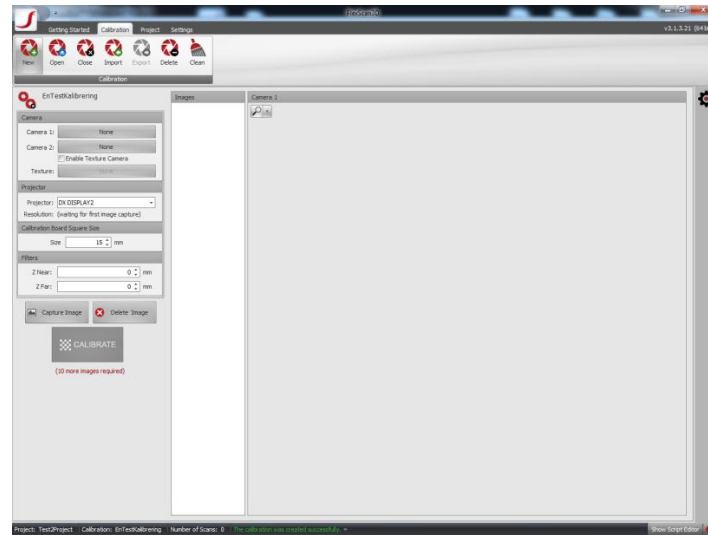 FlexScan3D
Getting Started Calibration Project Settings
v3.1.3.21 (64
New Open Close Import Export Delete Clean
Calibration
EnTestKalibrering
Images
Camera 1
Camera
Camera 1: None
Camera 2: None
Enable Texture Camera
Texture: None
Projector
Projector: DX DISPLAY2
Resolution: (waiting for first image capture)
Calibration Board Square Size
Size 15 mm
Filters
Z Near: 0 mm
Z Far: 0 mm
Capture Image Delete Image
CALIBRATE
(10 more images required)
Project: Test2Project Calibration: EnTestKalibrering Number of Scans: 0 The calibration was created successfully. Show Script Editor